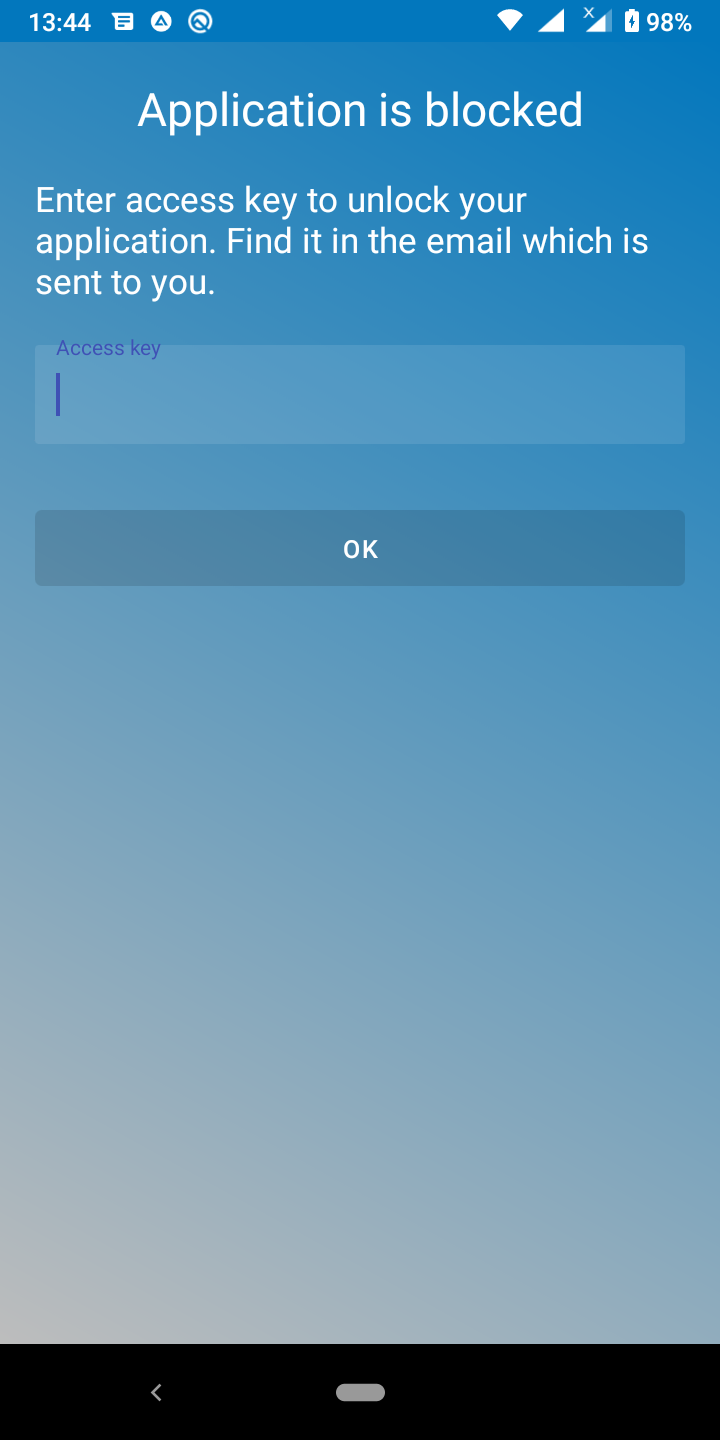 13:44
98%
Application is blocked
Enter access key to unlock your
application. Find it in the email which is
sent to you.
Access key
OK